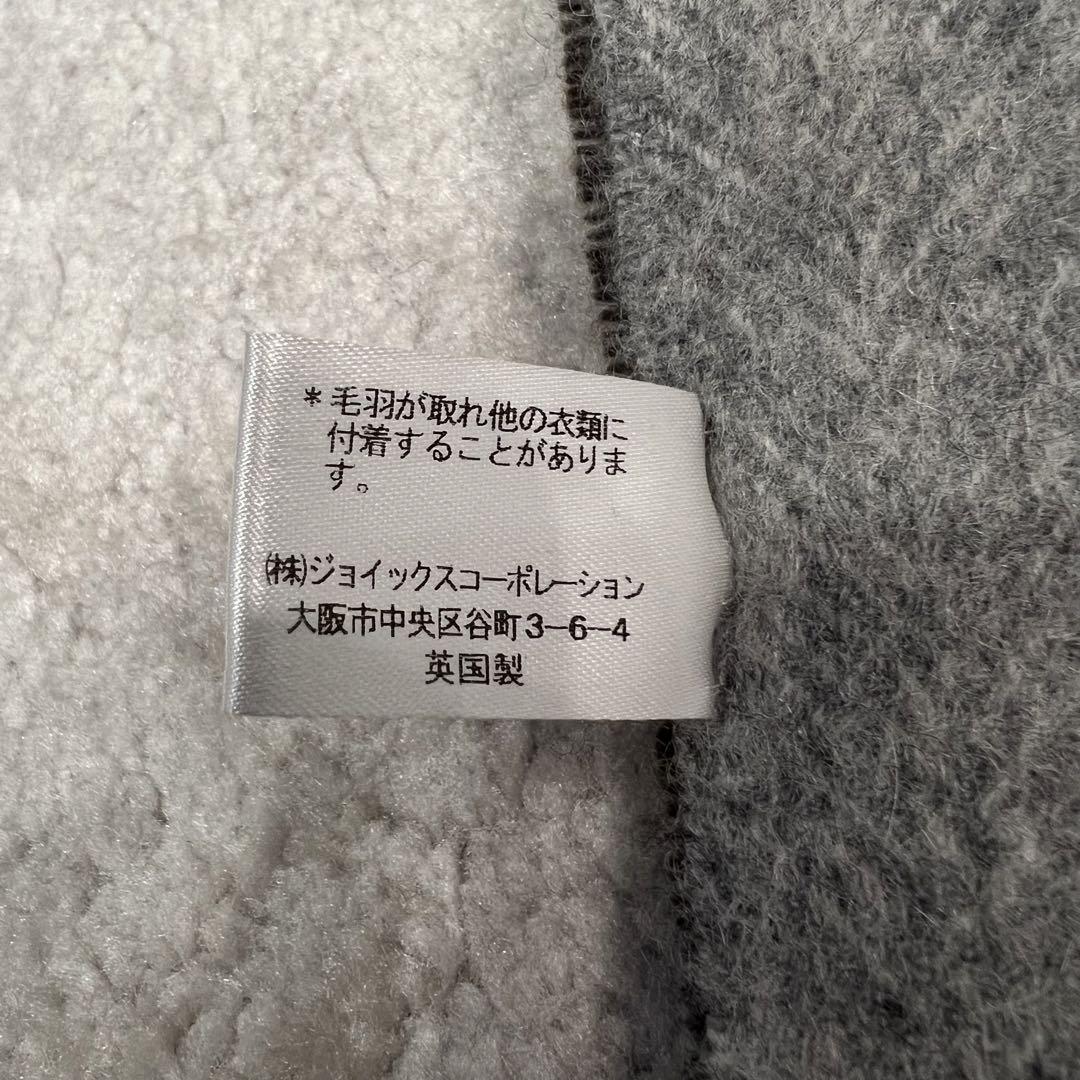 *毛羽が取れ他の衣類に
付着することがありま
す。
㈱ジョイックスコーポレーション
大阪市中央区谷町3-6-4
英国製